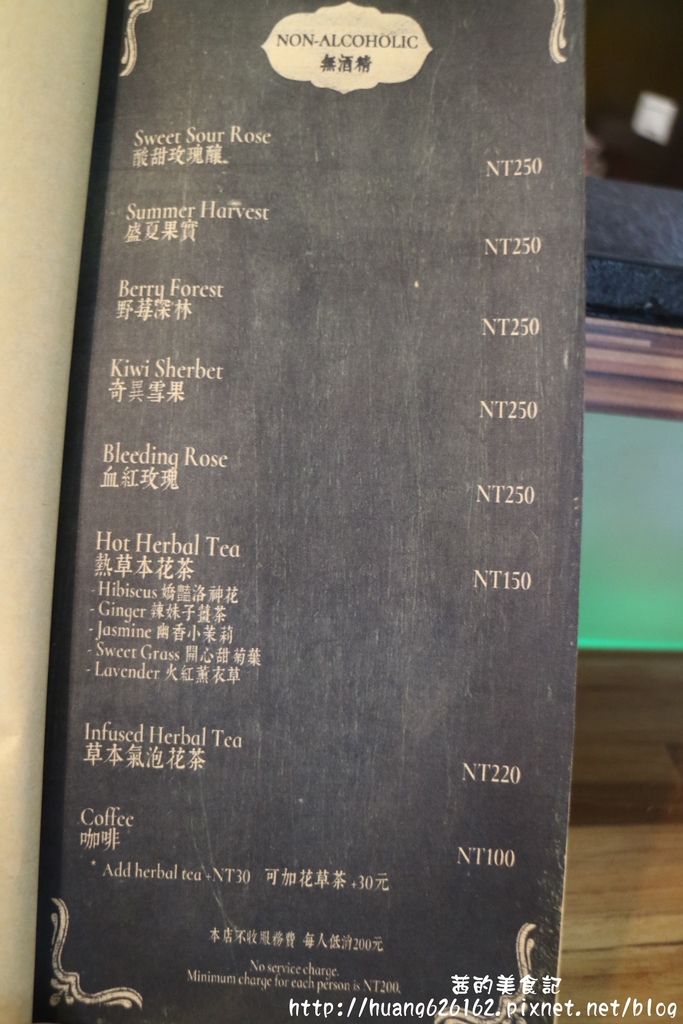 NON-ALCOHOLIC
無酒精
Sweet Sour Rose
酸甜玫瑰釀
NT250
Summer Harvest
盛夏果實
NT250
Berry Forest
野莓深林
NT250
Kiwi Sherbet
奇異雪果
NT250
Bleeding Rose
血紅玫瑰
NT250
Hot Herbal Tea
熱草本花茶
NT150
- Hibiscus 嬌豔洛神花
- Ginger 辣妹子薑茶
- Jasmine 幽香小茉莉
- Sweet Grass 開心甜菊葉
- Lavender 火紅薰衣草
Infused Herbal Tea
草本氣泡花茶
NT220
Coffee
咖啡
NT100
* Add herbal tea +NT30 可加花草茶 +30元
本店不收服務費 每人低消200元
No service charge.
Minimum charge for each person is NT200.
茜的美食記
http://huang626162.pixnet.net/blog